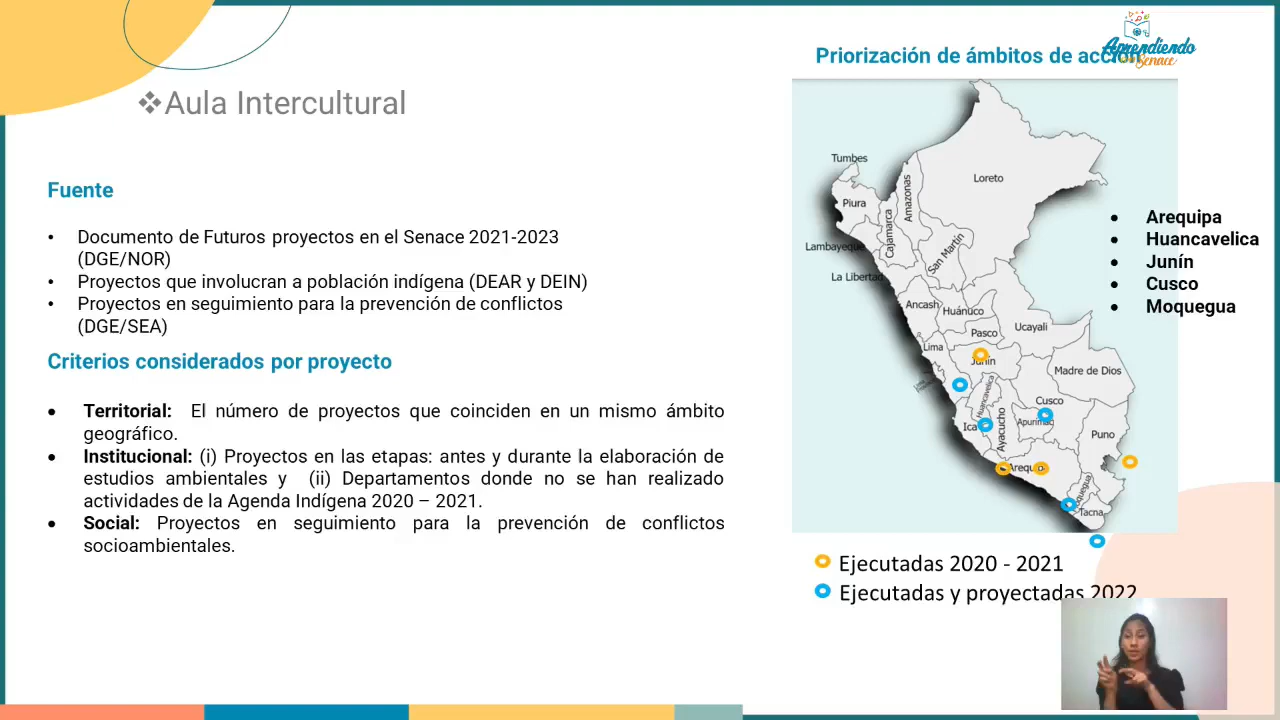 Aprendiendo
Senace
Priorización de ámbitos de acción
❖Aula Intercultural
Fuente
• Documento de Futuros proyectos en el Senace 2021-2023
(DGE/NOR)
• Proyectos que involucran a población indígena (DEAR y DEIN)
• Proyectos en seguimiento para la prevención de conflictos
(DGE/SEA)
Criterios considerados por proyecto
• Territorial: El número de proyectos que coinciden en un mismo ámbito
geográfico.
• Institucional: (i) Proyectos en las etapas: antes y durante la elaboración de
estudios ambientales y (ii) Departamentos donde no se han realizado
actividades de la Agenda Indígena 2020 – 2021.
• Social: Proyectos en seguimiento para la prevención de conflictos
socioambientales.
Tumbes
Piura
Lambayeque
Cajamarca
Amazonas
Loreto
San Martin
La Libertad
Ancash
Huánuco
Ucayali
Pasco
Lima
Junín
Madre de Dios
Huancavelica
Cusco
Ica
Ayacucho
Apurimac
Puno
Arequipa
Moquegua
Tacna
• Arequipa
• Huancavelica
• Junín
• Cusco
• Moquegua
Ejecutadas 2020 - 2021
Ejecutadas y proyectadas 2022